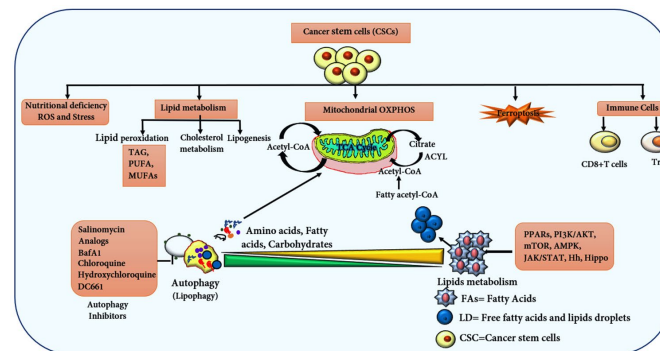 Cancer stem cells (CSCs)
Nutritional deficiency
ROS and Stress
Lipid metabolism
Mitochondrial OXPHOS
Ferroptosis
Immune Cells
Lipid peroxidation
Cholesterol
metabolism
Lipogenesis
TAG,
PUFA,
MUFAs
Acetyl-CoA
TCA Cycle
Citrate
ACYL
Acetyl-CoA
Fatty acetyl-CoA
CD8+T cells
Salinomycin
Analogs
BafA1
Chloroquine
Hydroxychloroquine
DC661
Autophagy
Inhibitors
Amino acids, Fatty
acids, Carbohydrates
Autophagy
(Lipophagy)
PPARs, PI3K/AKT,
mTOR, AMPK,
JAK/STAT, Hh, Hippo
Lipids metabolism
FAs= Fatty Acids
LD= Free fatty acids and lipids droplets
CSC=Cancer stem cells